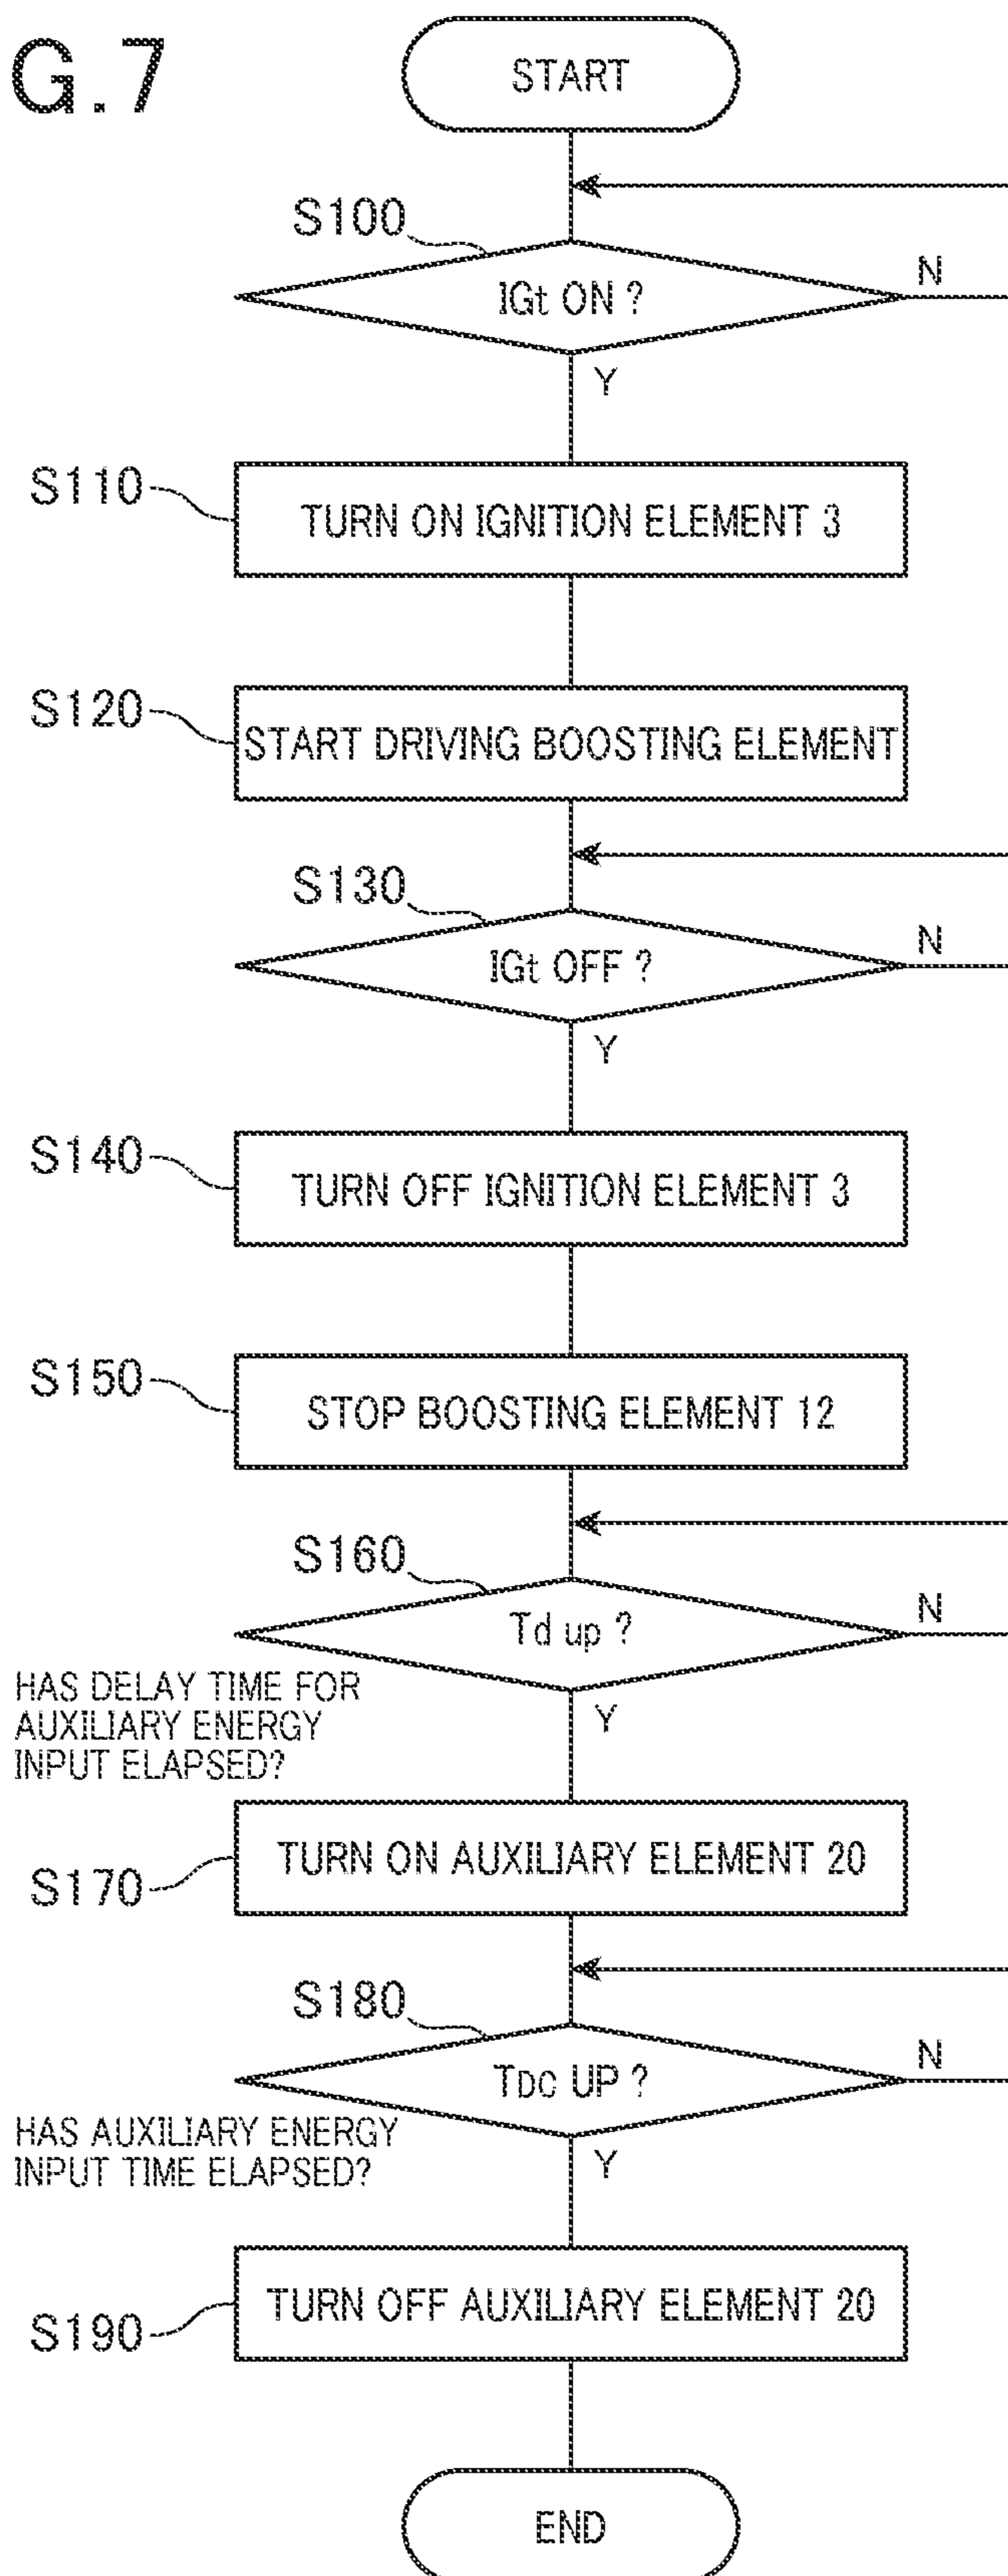 G.7
START
S100
IGt ON ?
N
Y
S110
TURN ON IGNITION ELEMENT 3
S120
START DRIVING BOOSTING ELEMENT
S130
IGt OFF ?
N
Y
S140
TURN OFF IGNITION ELEMENT 3
S150
STOP BOOSTING ELEMENT 12
S160
Td up ?
N
HAS DELAY TIME FOR
AUXILIARY ENERGY
INPUT ELAPSED?
Y
TURN ON AUXILIARY ELEMENT 20
S170
S180
TDC UP ?
N
HAS AUXILIARY ENERGY
INPUT TIME ELAPSED?
Y
TURN OFF AUXILIARY ELEMENT 20
S190
END